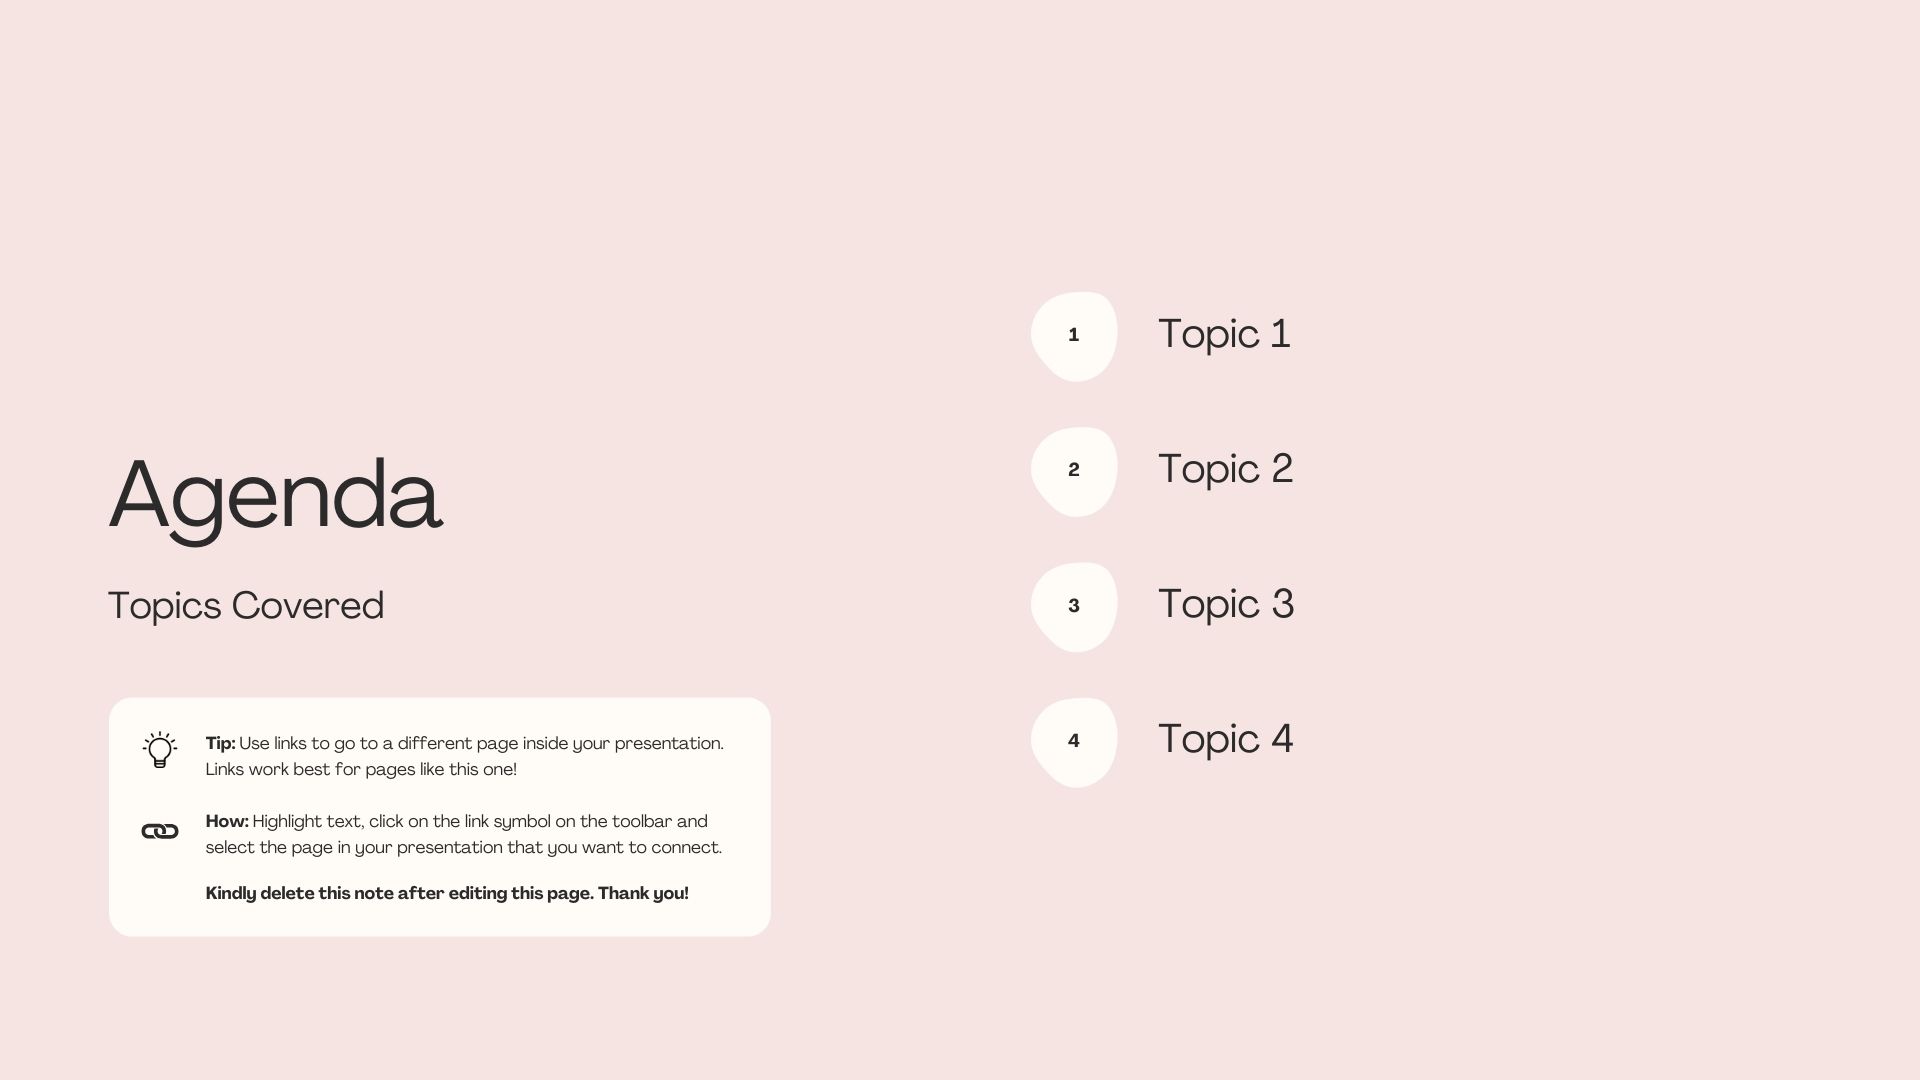 Agenda
Topics Covered
Tip: Use links to go to a different page inside your presentation.
Links work best for pages like this one!
How: Highlight text, click on the link symbol on the toolbar and
select the page in your presentation that you want to connect.
Kindly delete this note after editing this page. Thank you!
1 Topic 1
2 Topic 2
3 Topic 3
4 Topic 4